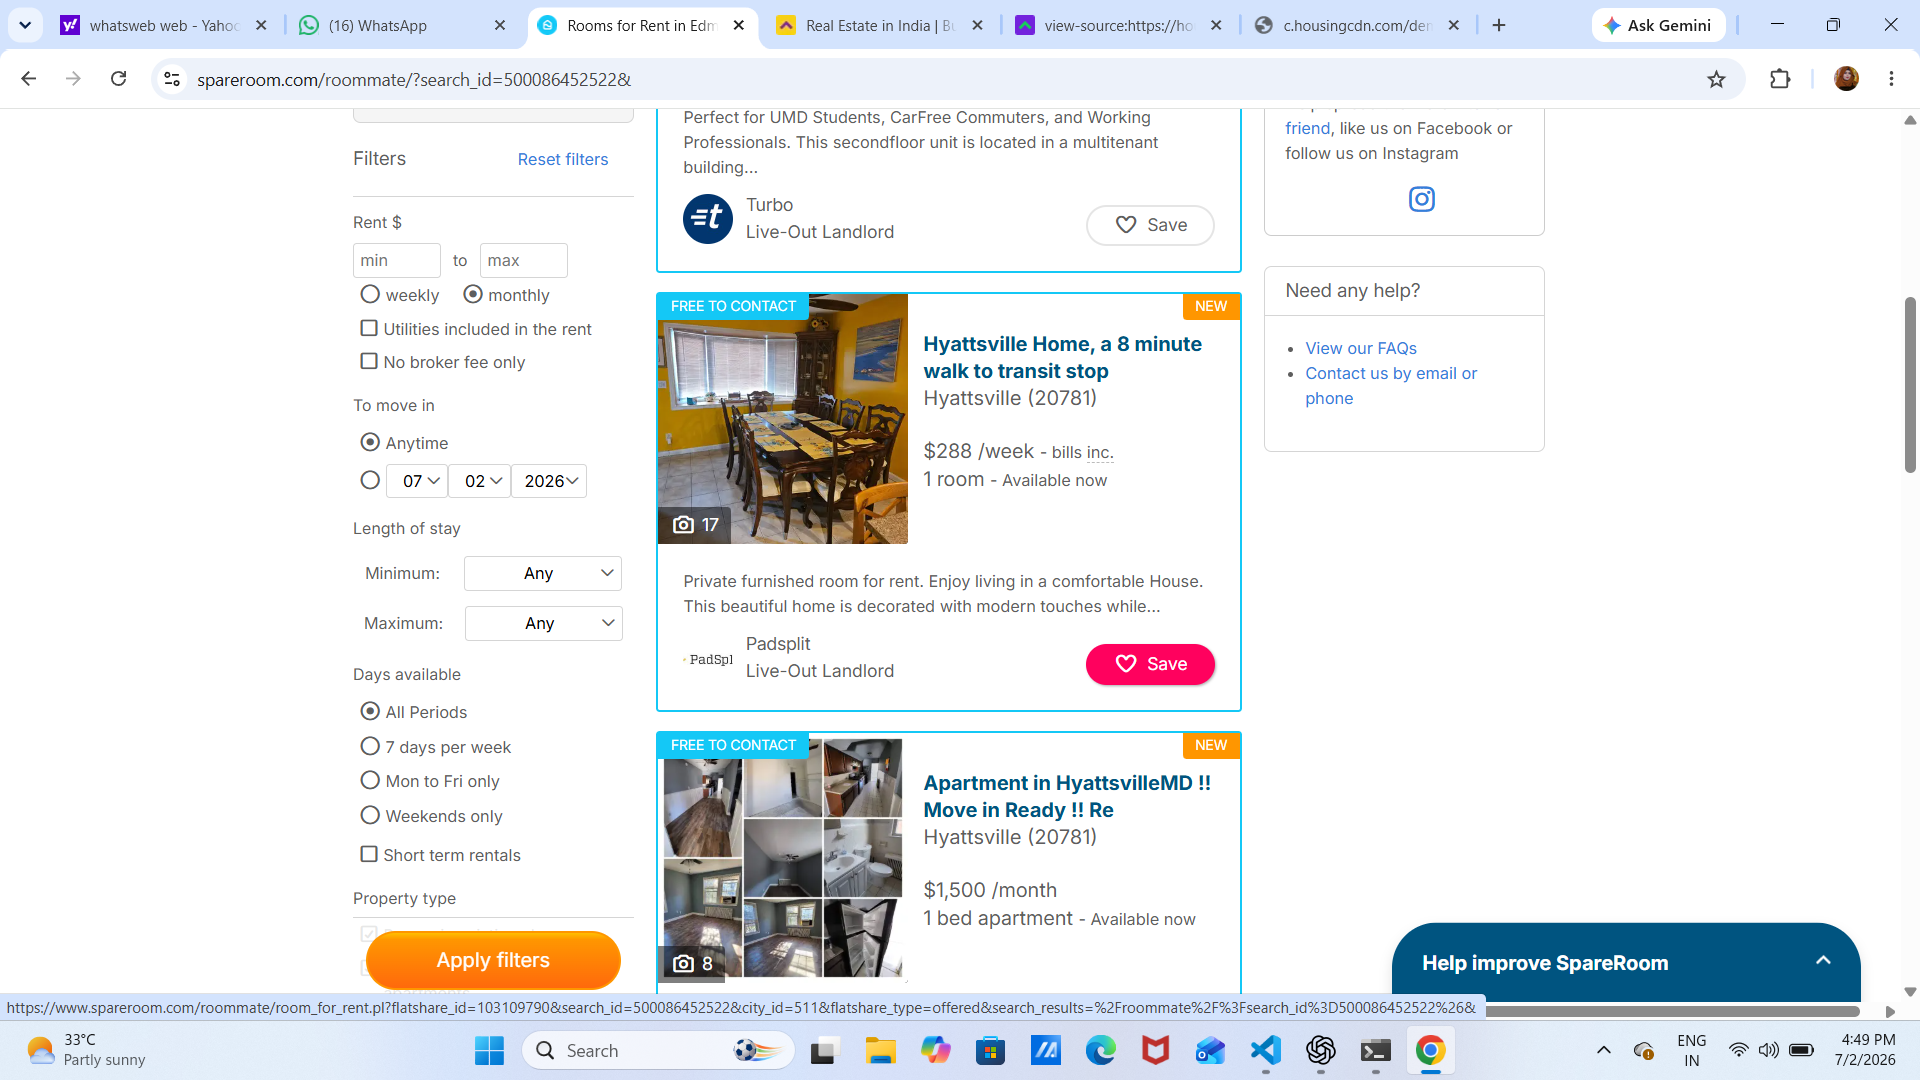 whatsweb web - Yahoo
(16) WhatsApp
Rooms for Rent in Edm
Real Estate in India | Bu
view-source:https://ho
c.housingcdn.com/der
Ask Gemini
spareroom.com/roommate/?search_id=500086452522&
Filters
Reset filters
Rent $
min to max
weekly monthly
Utilities included in the rent
No broker fee only
To move in
Anytime
07 02 2026
Length of stay
Minimum: Any
Maximum: Any
Days available
All Periods
7 days per week
Mon to Fri only
Weekends only
Short term rentals
Property type
Apply filters
Perfect for UMD Students, CarFree Commuters, and Working
Professionals. This secondfloor unit is located in a multitenant
building...
Turbo
Live-Out Landlord
Save
FREE TO CONTACT
NEW
Hyattsville Home, a 8 minute
walk to transit stop
Hyattsville (20781)
$288 /week - bills inc.
1 room - Available now
17
Private furnished room for rent. Enjoy living in a comfortable House.
This beautiful home is decorated with modern touches while...
PadSpl
Padsplit
Live-Out Landlord
Save
FREE TO CONTACT
NEW
Apartment in HyattsvilleMD !!
Move in Ready !! Re
Hyattsville (20781)
$1,500 /month
1 bed apartment - Available now
8
friend, like us on Facebook or
follow us on Instagram
Need any help?
View our FAQs
Contact us by email or
phone
Help improve SpareRoom
https://www.spareroom.com/roommate/room_for_rent.pl?flatshare_id=103109790&search_id=500086452522&city_id=511&flatshare_type=offered&search_results=%2Froommate%2F%3Fsearch_id%3D500086452522%26&
33°C
Partly sunny
Search
ENG
IN
4:49 PM
7/2/2026